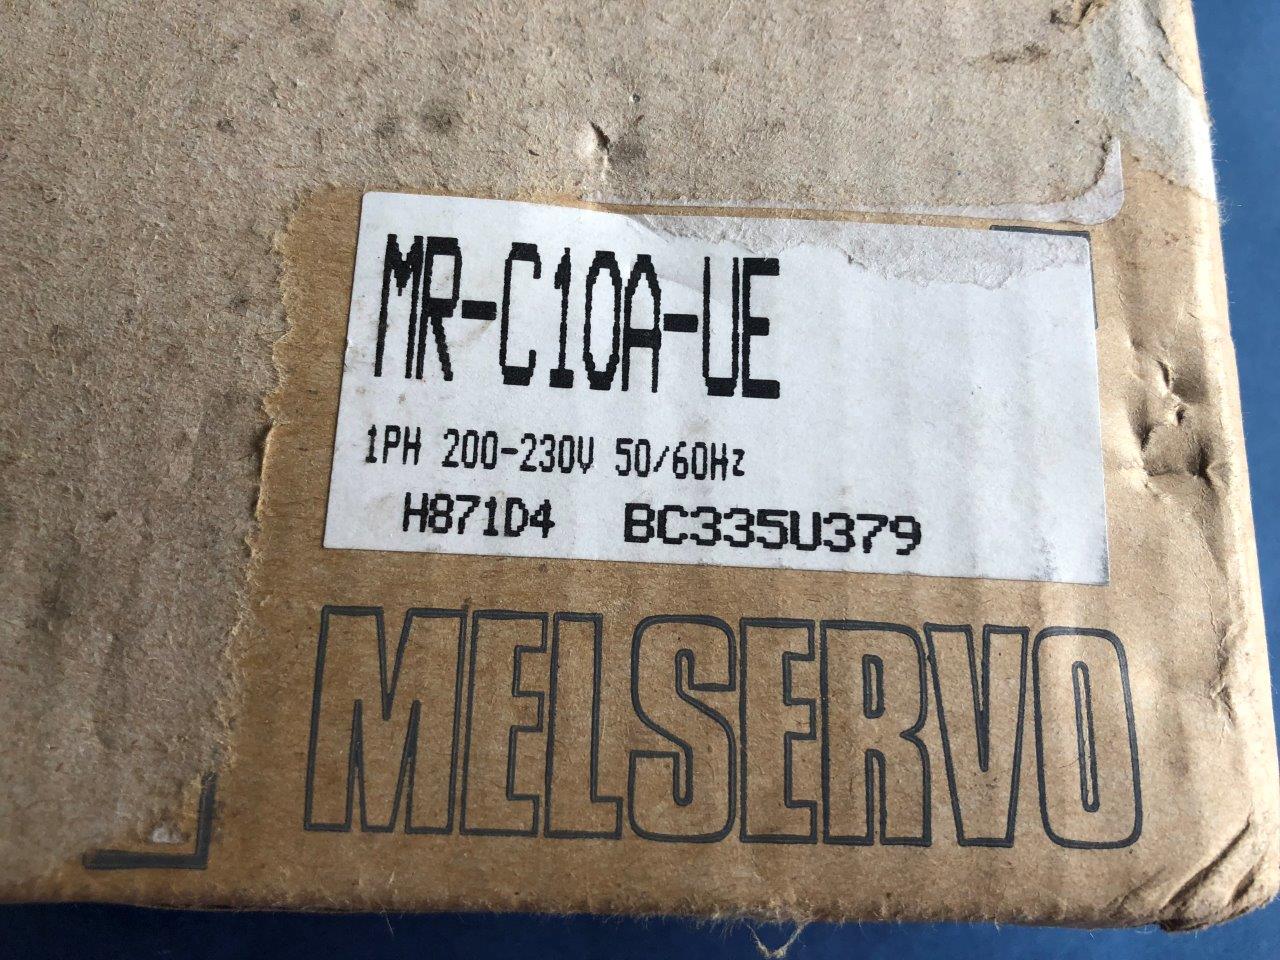 MR-C10A-UE
1PH 200-230V 50/60Hz
H871D4 BC335U379
MELSERVO